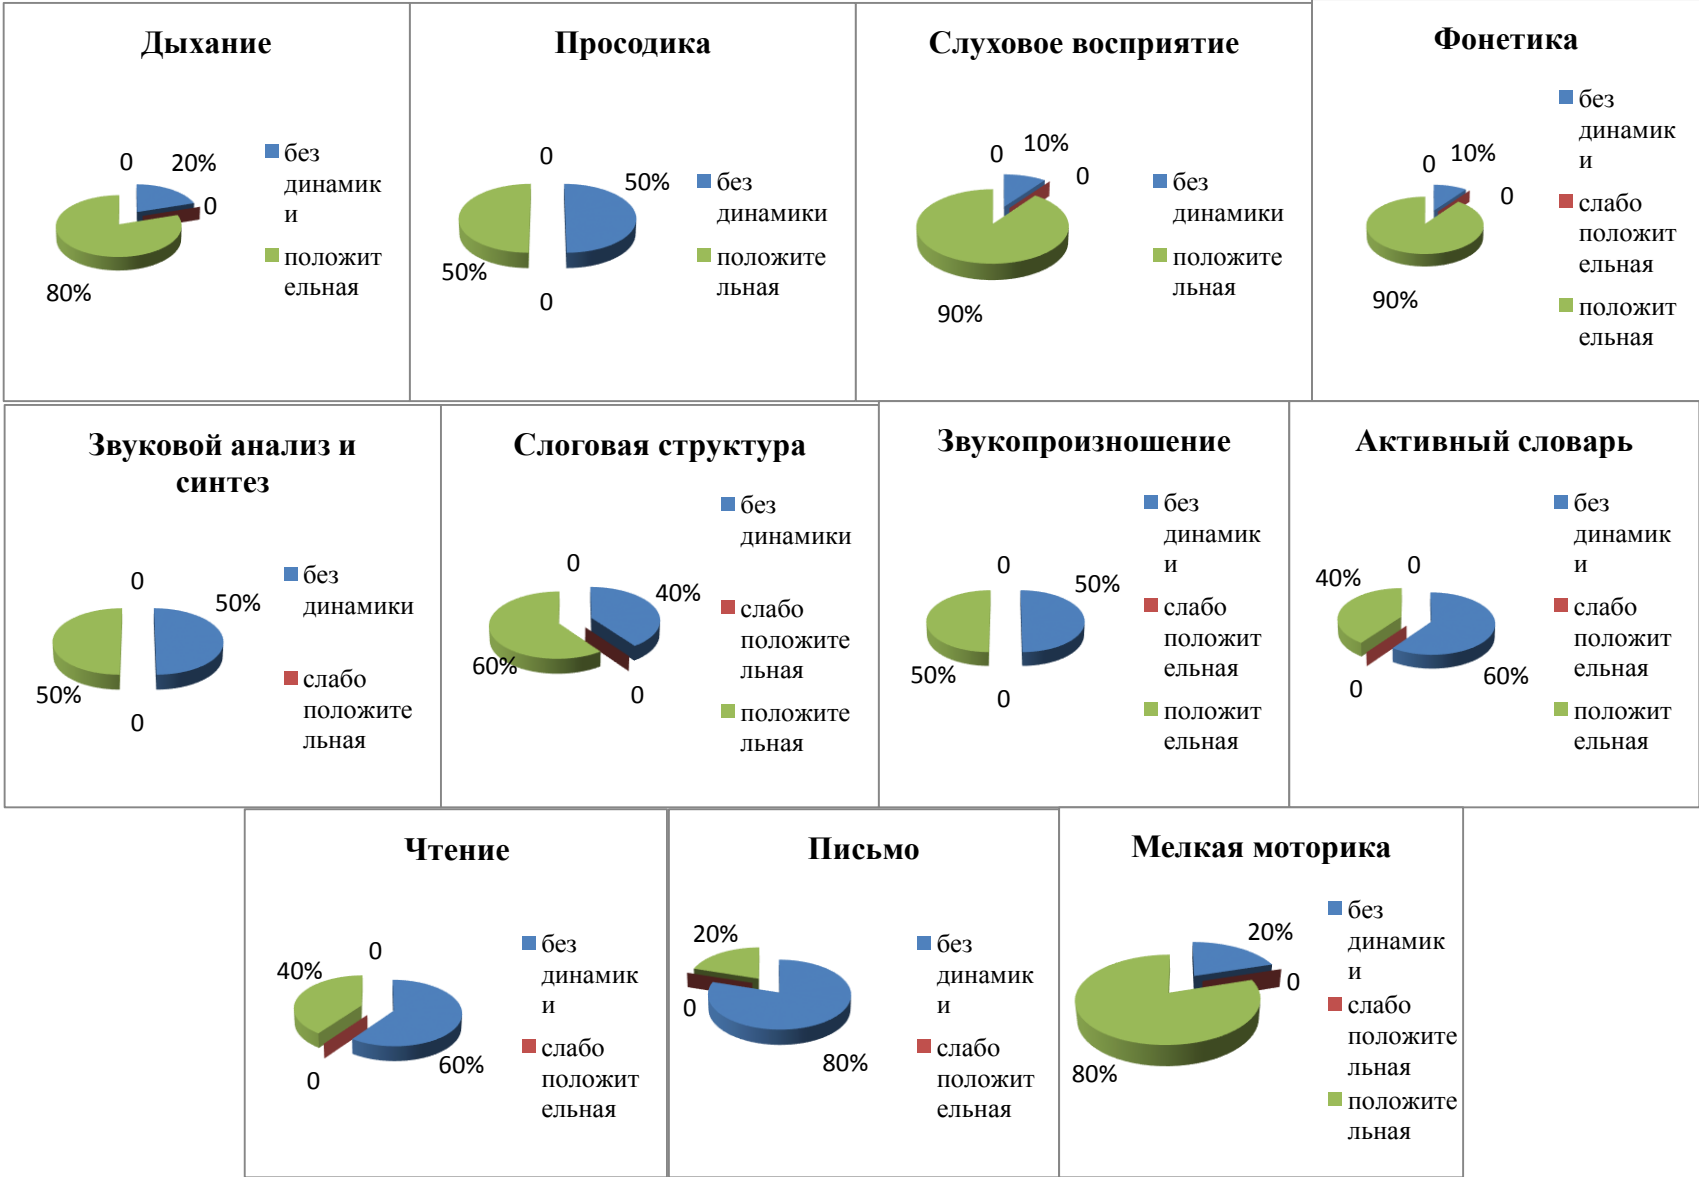 Дыхание
0
20%
0
80%
без
динамик
и
положит
ельная
Просодика
0
50%
50%
0
без
динамики
положите
льная
Слуховое восприятие
0
10%
0
90%
без
динамики
положите
льная
Фонетика
0
10%
0
90%
без
динамик
и
слабо
положит
ельная
положит
ельная
Звуковой анализ и
синтез
0
50%
50%
0
без
динамики
слабо
положите
льная
Слоговая структура
0
40%
60%
0
без
динамики
слабо
положите
льная
положите
льная
Звукопроизношение
0
50%
50%
0
без
динамик
и
слабо
положит
ельная
положит
ельная
Активный словарь
40%
0
0
60%
без
динамик
и
слабо
положит
ельная
положит
ельная
Чтение
0
40%
60%
0
без
динамик
и
слабо
положит
ельная
Письмо
20%
0
80%
без
динамик
и
слабо
положит
ельная
Мелкая моторика
20%
0
80%
без
динамик
и
слабо
положите
льная
положите
льная